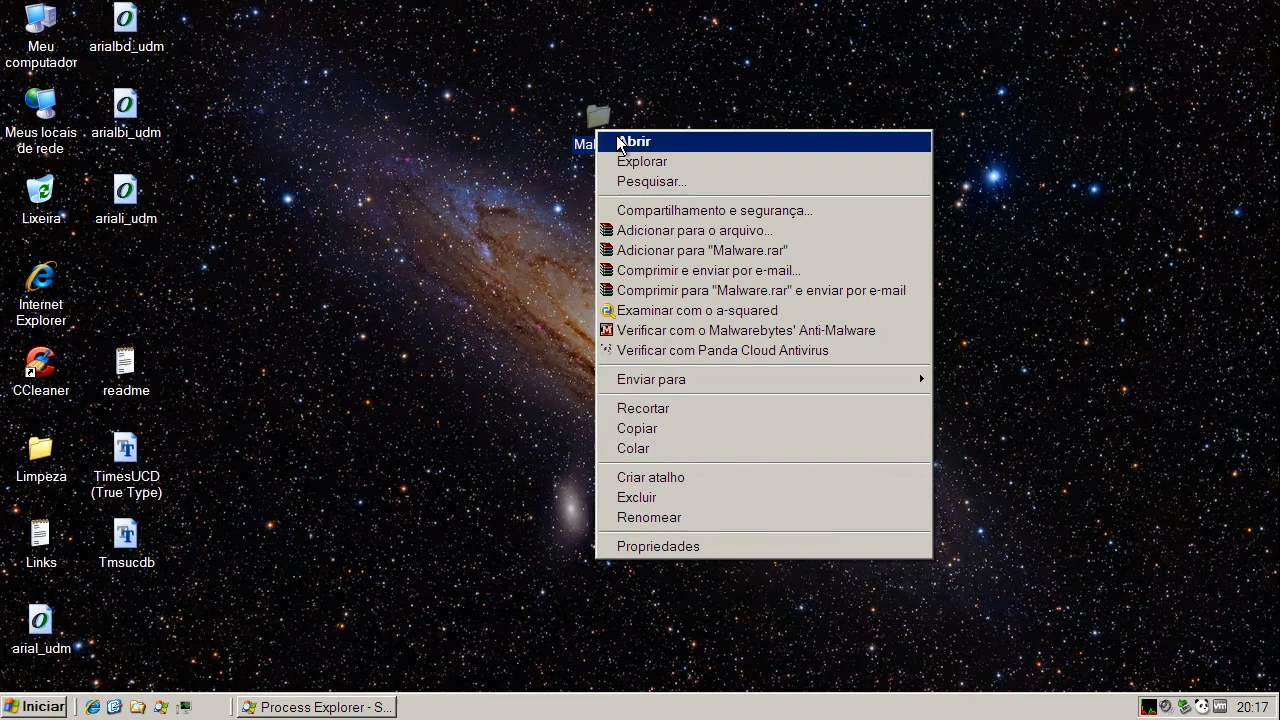 Meu
computador
arialbd_udm
Meus locais
de rede
arialbi_udm
Lixeira
ariali_udm
Internet
Explorer
CCleaner
readme
Limpeza
TimesUCD
(True Type)
Links
Tmsucdb
arial_udm
Mal
Abrir
Explorar
Pesquisar...
Compartilhamento e segurança...
Adicionar para o arquivo...
Adicionar para "Malware.rar"
Comprimir e enviar por e-mail...
Comprimir para "Malware.rar" e enviar por e-mail
Examinar com o a-squared
Verificar com o Malwarebytes' Anti-Malware
Verificar com Panda Cloud Antivirus
Enviar para
Recortar
Copiar
Colar
Criar atalho
Excluir
Renomear
Propriedades
Iniciar
Process Explorer - S...
20:17